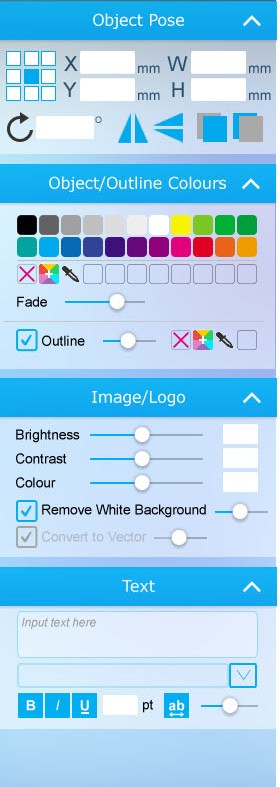 Object Pose
X mm W mm
Y mm H mm
°
Object/Outline Colours
Fade
Outline
Image/Logo
Brightness
Contrast
Colour
Remove White Background
Convert to Vector
Text
Input text here
B I U pt ab